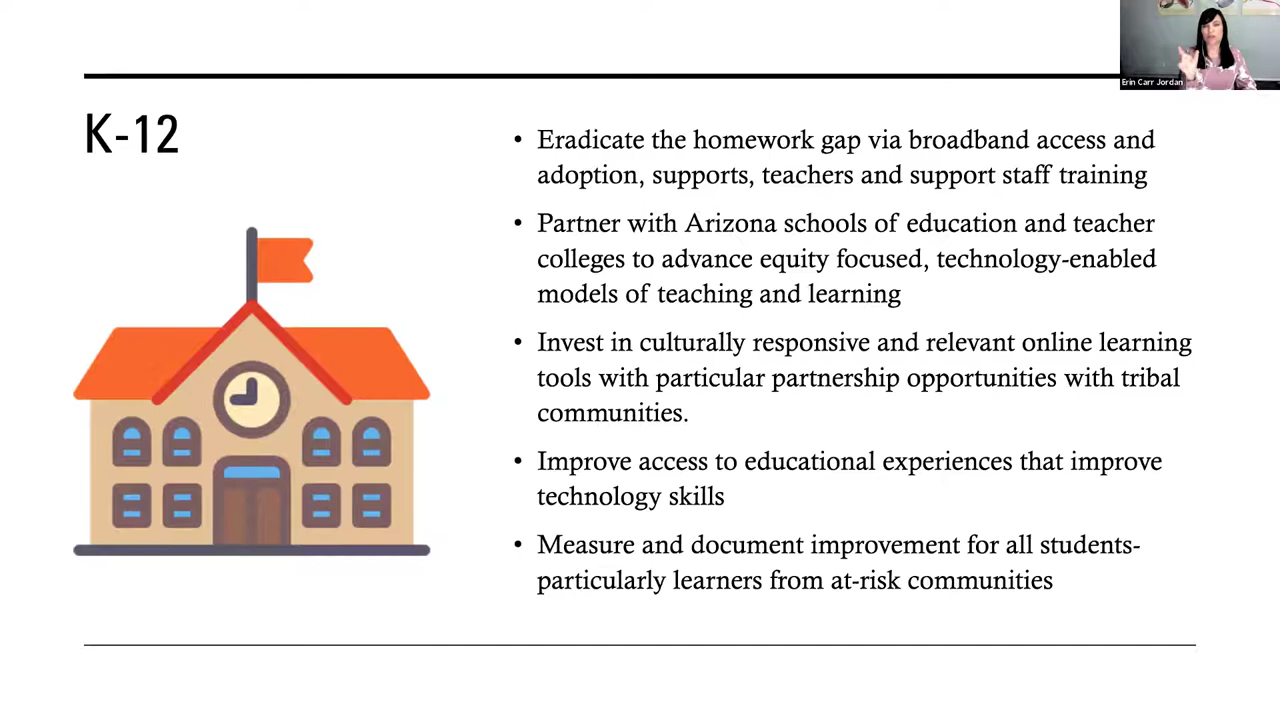 Erin Carr Jordan
K-12
• Eradicate the homework gap via broadband access and
adoption, supports, teachers and support staff training
• Partner with Arizona schools of education and teacher
colleges to advance equity focused, technology-enabled
models of teaching and learning
• Invest in culturally responsive and relevant online learning
tools with particular partnership opportunities with tribal
communities.
• Improve access to educational experiences that improve
technology skills
• Measure and document improvement for all students-
particularly learners from at-risk communities